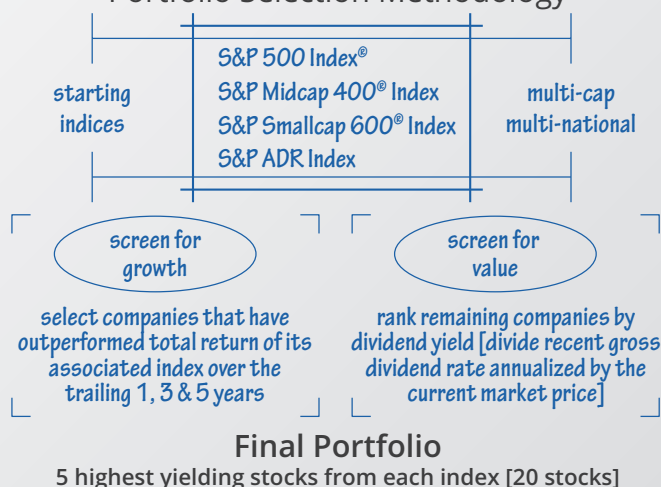 Portfolio Selection Methodology
starting
indices
S&P 500 Index®
S&P Midcap 400® Index
S&P Smallcap 600® Index
S&P ADR Index
multi-cap
multi-national
screen for
growth
select companies that have
outperformed total return of its
associated index over the
trailing 1, 3 & 5 years
screen for
value
rank remaining companies by
dividend yield [divide recent gross
dividend rate annualized by the
current market price]
Final Portfolio
5 highest yielding stocks from each index [20 stocks]